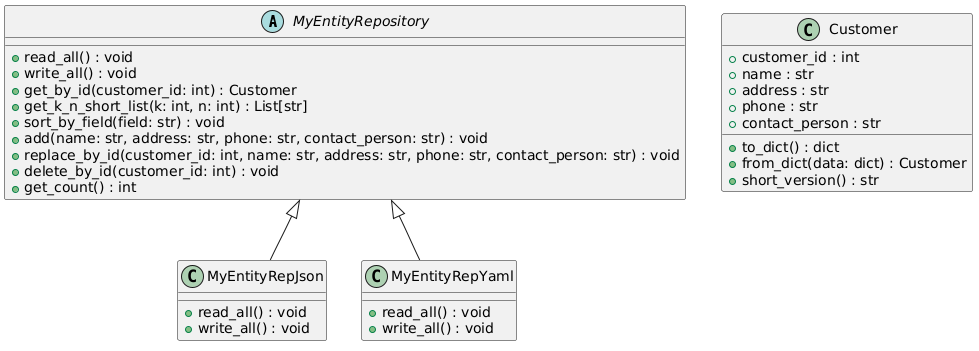 A MyEntityRepository
read_all() : void
write_all() : void
get_by_id(customer_id: int) : Customer
get_k_n_short_list(k: int, n: int) : List[str]
sort_by_field(field: str) : void
add(name: str, address: str, phone: str, contact_person: str) : void
replace_by_id(customer_id: int, name: str, address: str, phone: str, contact_person: str) : void
delete_by_id(customer_id: int) : void
get_count() : int
C Customer
customer_id : int
name : str
address : str
phone : str
contact_person : str
to_dict() : dict
from_dict(data: dict) : Customer
short_version() : str
C MyEntityRepJson
read_all() : void
write_all() : void
C MyEntityRepYaml
read_all() : void
write_all() : void